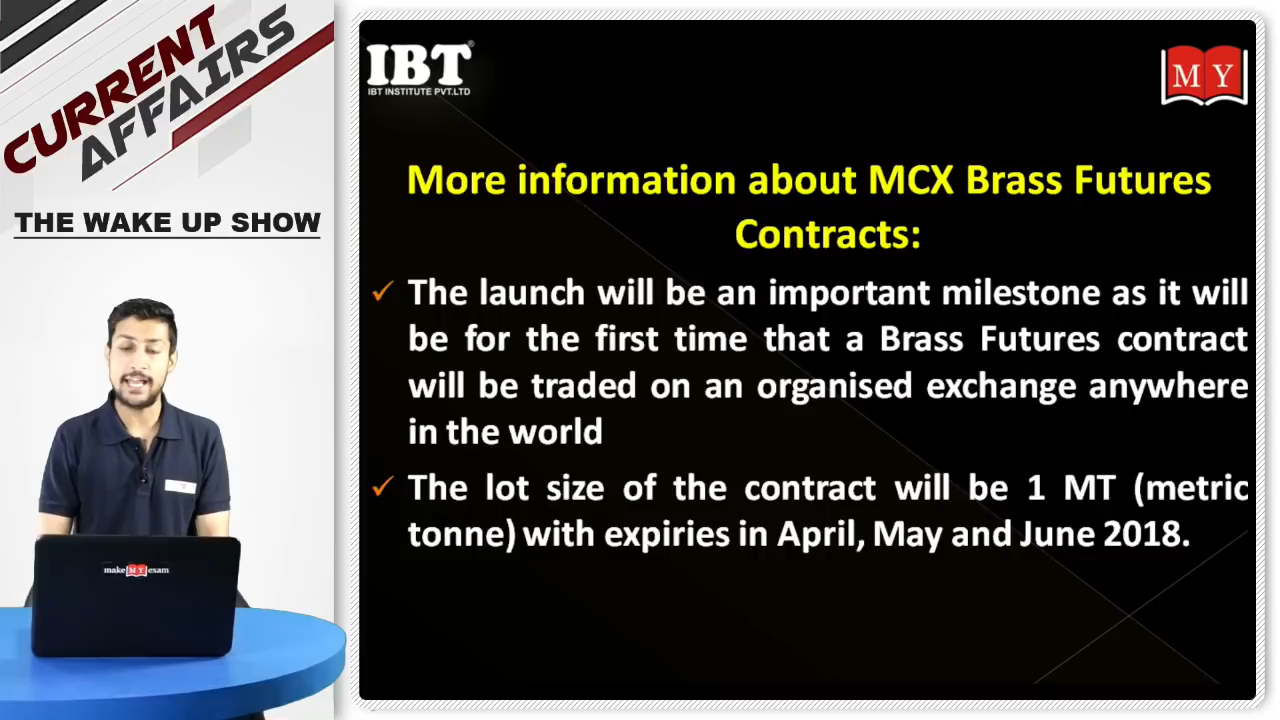 CURRENT
AFFAIRS
THE WAKE UP SHOW
IBT®
IBT INSTITUTE PVT.LTD
M Y
More information about MCX Brass Futures
Contracts:
✓ The launch will be an important milestone as it will
be for the first time that a Brass Futures contract
will be traded on an organised exchange anywhere
in the world
✓ The lot size of the contract will be 1 MT (metric
tonne) with expiries in April, May and June 2018.
make MY exam